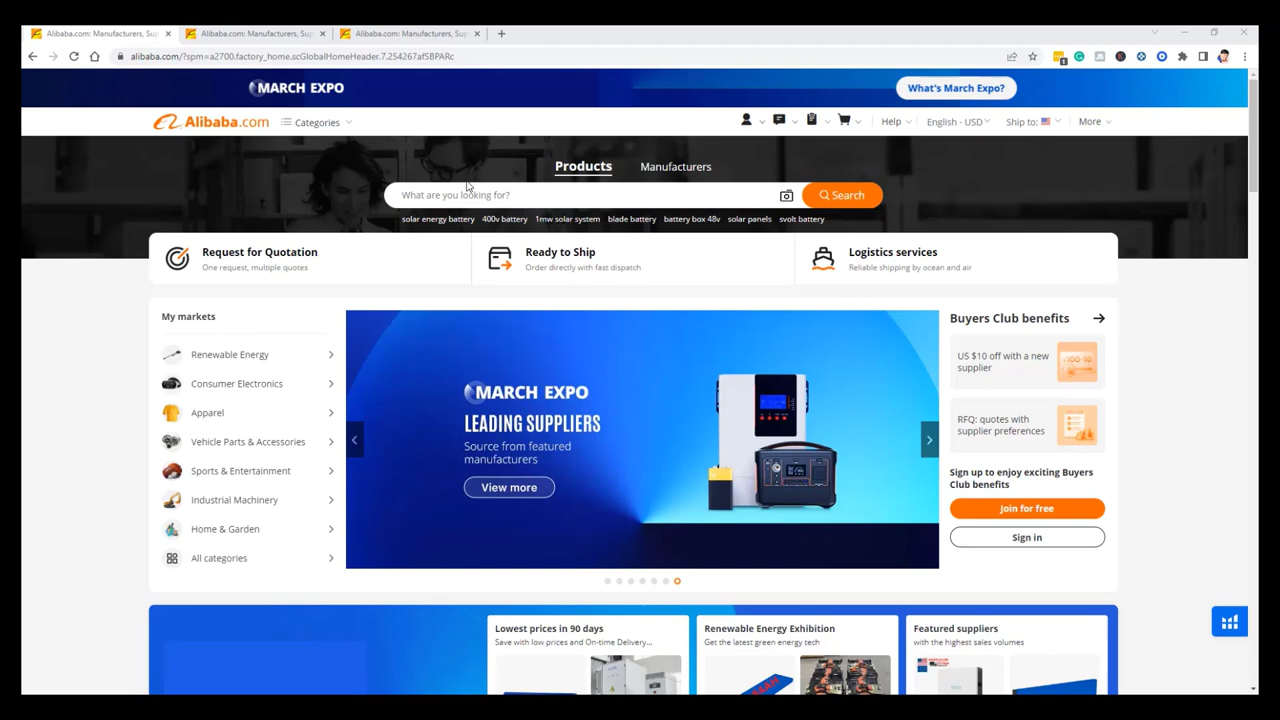 Alibaba.com: Manufacturers, Sup
Alibaba.com: Manufacturers, Sup
Alibaba.com: Manufacturers, Sup
alibaba.com/?spm=a2700.factory_home.scGlobalHomeHeader.7.254267afSBPARc
MARCH EXPO
What's March Expo?
Alibaba.com
Categories
Help
English - USD
Ship to:
More
Products
Manufacturers
What are you looking for?
Search
solar energy battery 400v battery 1mw solar system blade battery battery box 48v solar panels svolt battery
Request for Quotation
One request, multiple quotes
Ready to Ship
Order directly with fast dispatch
Logistics services
Reliable shipping by ocean and air
My markets
Renewable Energy
Consumer Electronics
Apparel
Vehicle Parts & Accessories
Sports & Entertainment
Industrial Machinery
Home & Garden
All categories
MARCH EXPO
LEADING SUPPLIERS
Source from featured
manufacturers
View more
Buyers Club benefits
US $10 off with a new
supplier
RFQ: quotes with
supplier preferences
Sign up to enjoy exciting Buyers
Club benefits
Join for free
Sign in
Lowest prices in 90 days
Save with low prices and On-time Delivery...
Renewable Energy Exhibition
Get the latest green energy tech
Featured suppliers
with the highest sales volumes